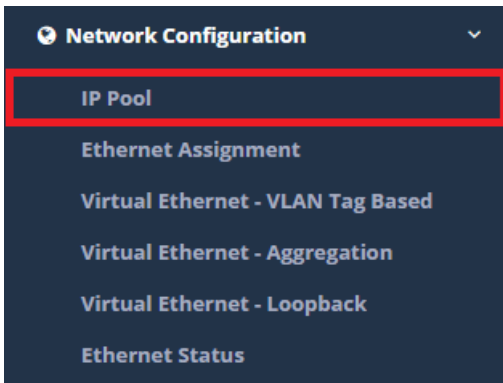 Network Configuration
IP Pool
Ethernet Assignment
Virtual Ethernet - VLAN Tag Based
Virtual Ethernet - Aggregation
Virtual Ethernet - Loopback
Ethernet Status